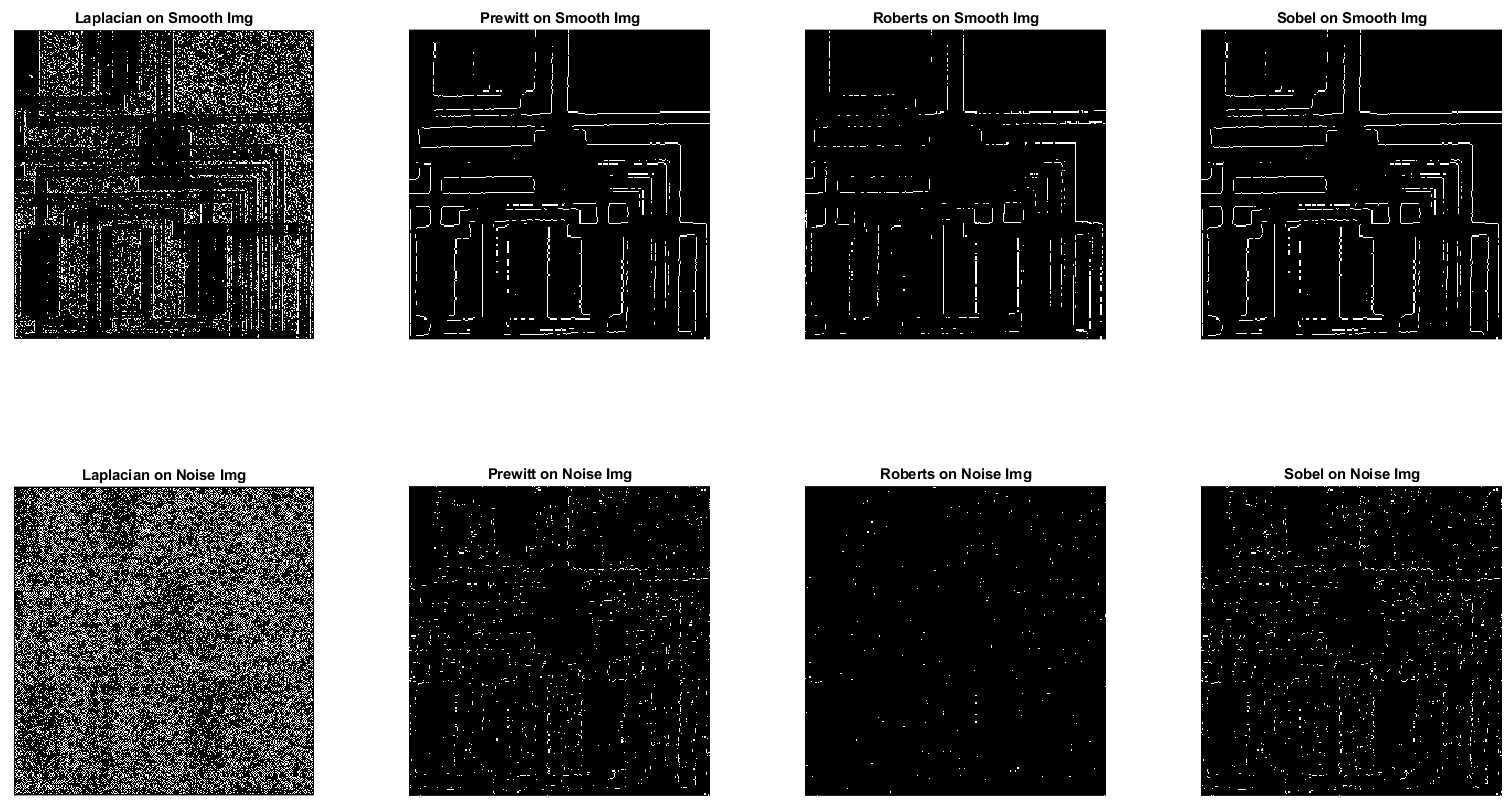 Laplacian on Smooth Img
Prewitt on Smooth Img
Roberts on Smooth Img
Sobel on Smooth Img
Laplacian on Noise Img
Prewitt on Noise Img
Roberts on Noise Img
Sobel on Noise Img